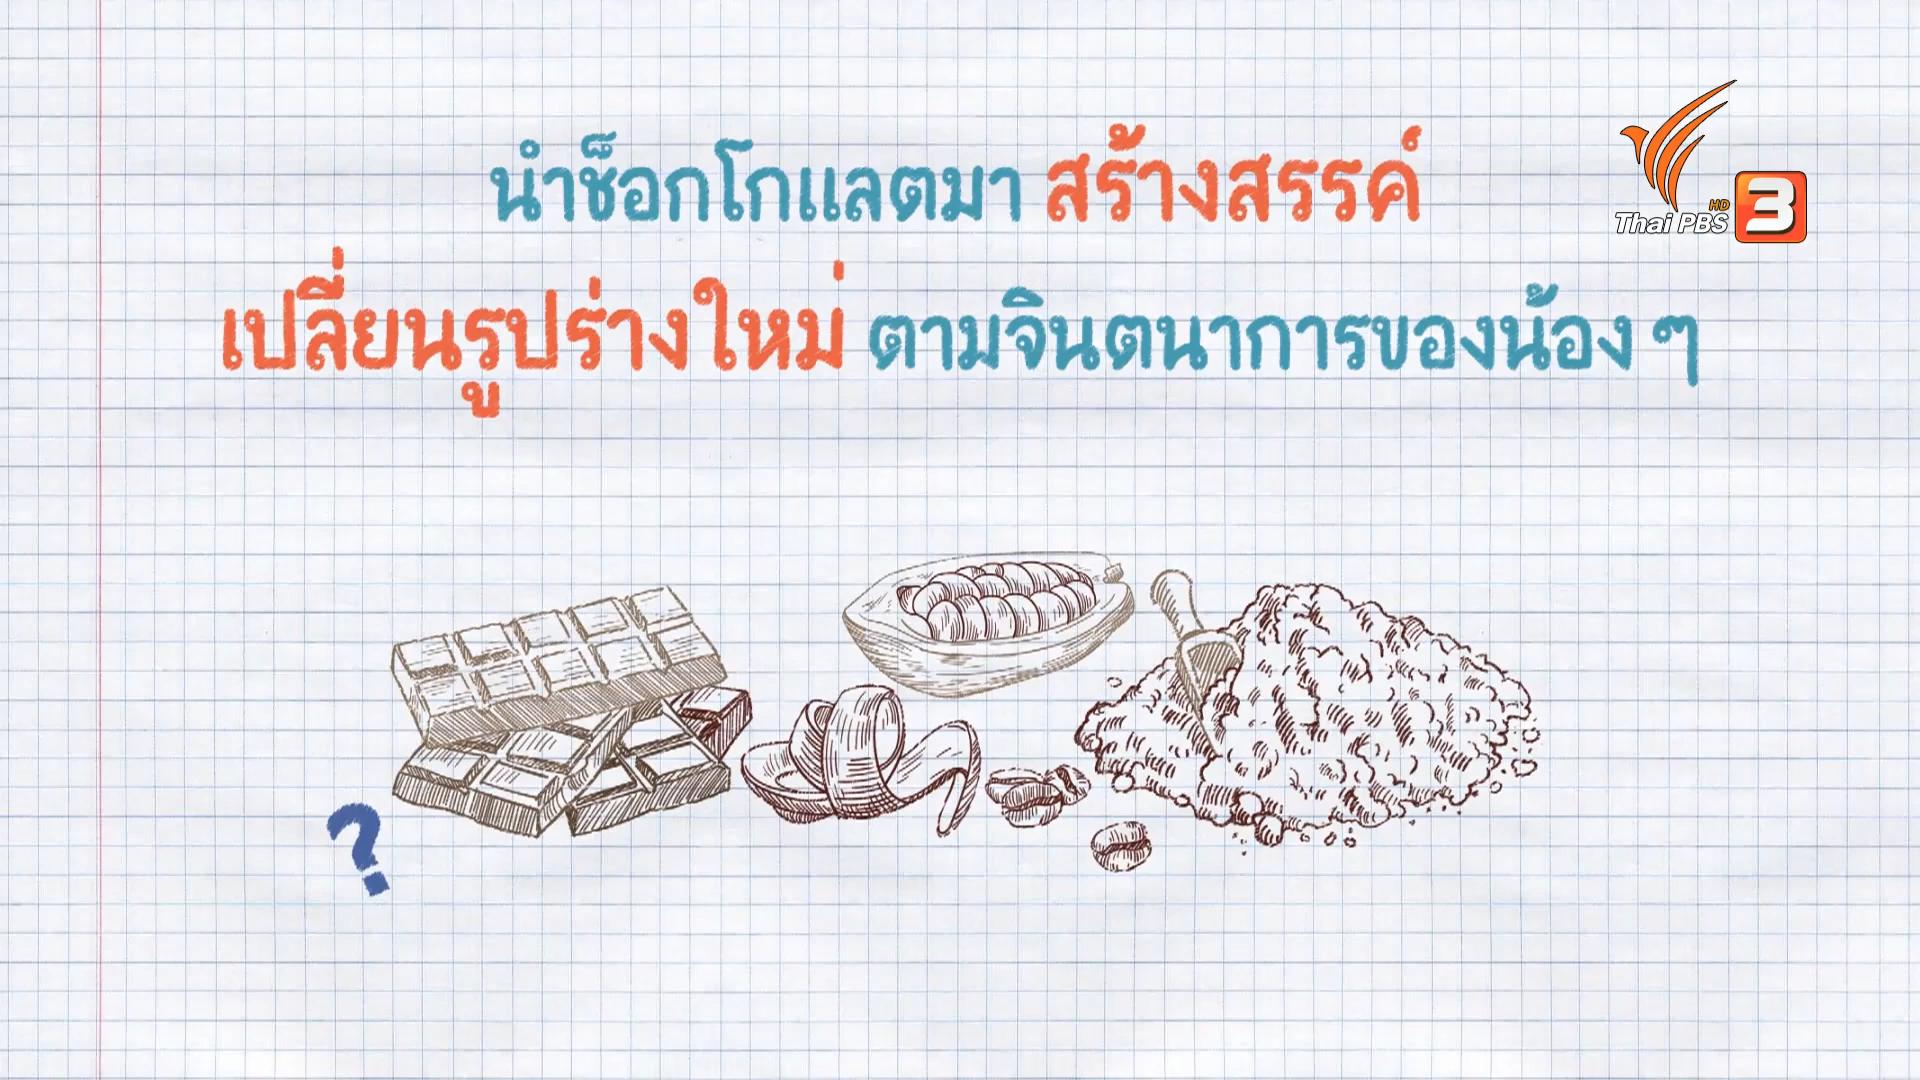 นำช็อกโกแลตมา สร้างสรรค์
เปลี่ยนรูปร่างใหม่ ตามจินตนาการของน้อง ๆ
HD
Thai PBS 3
?